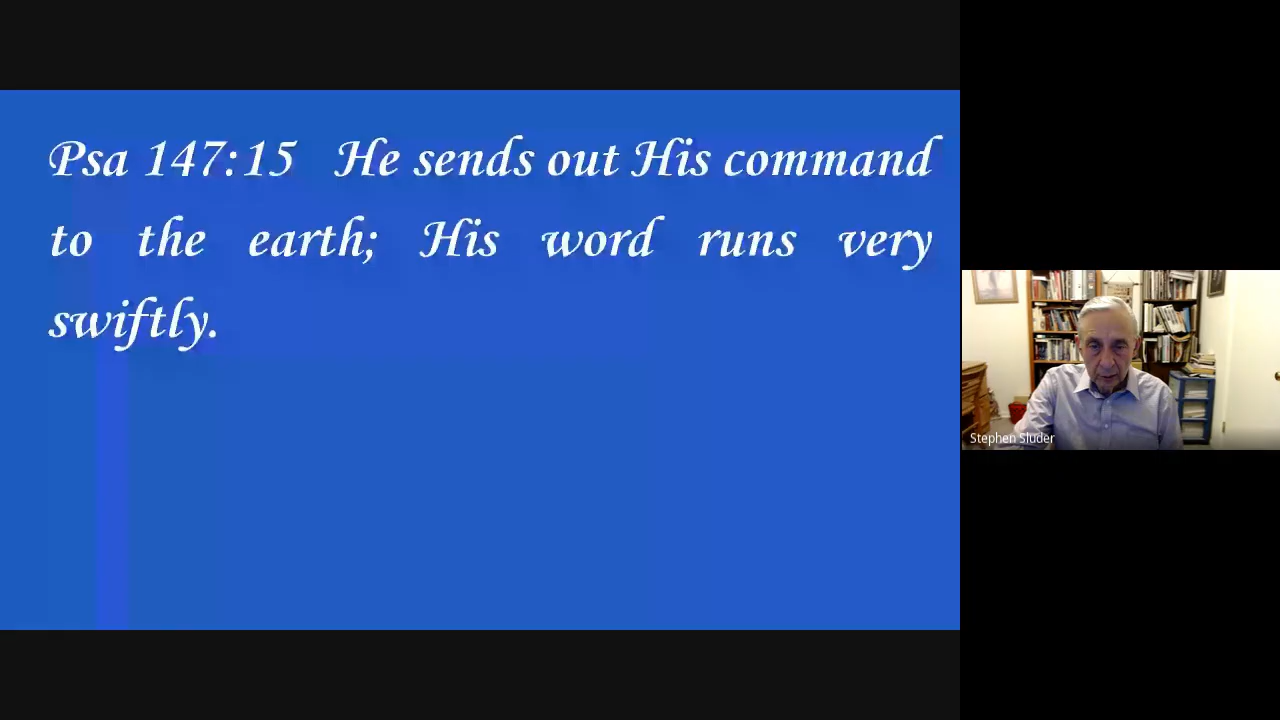 Psa 147:15 He sends out His command
to the earth; His word runs very
swiftly.
Stephen Sluder